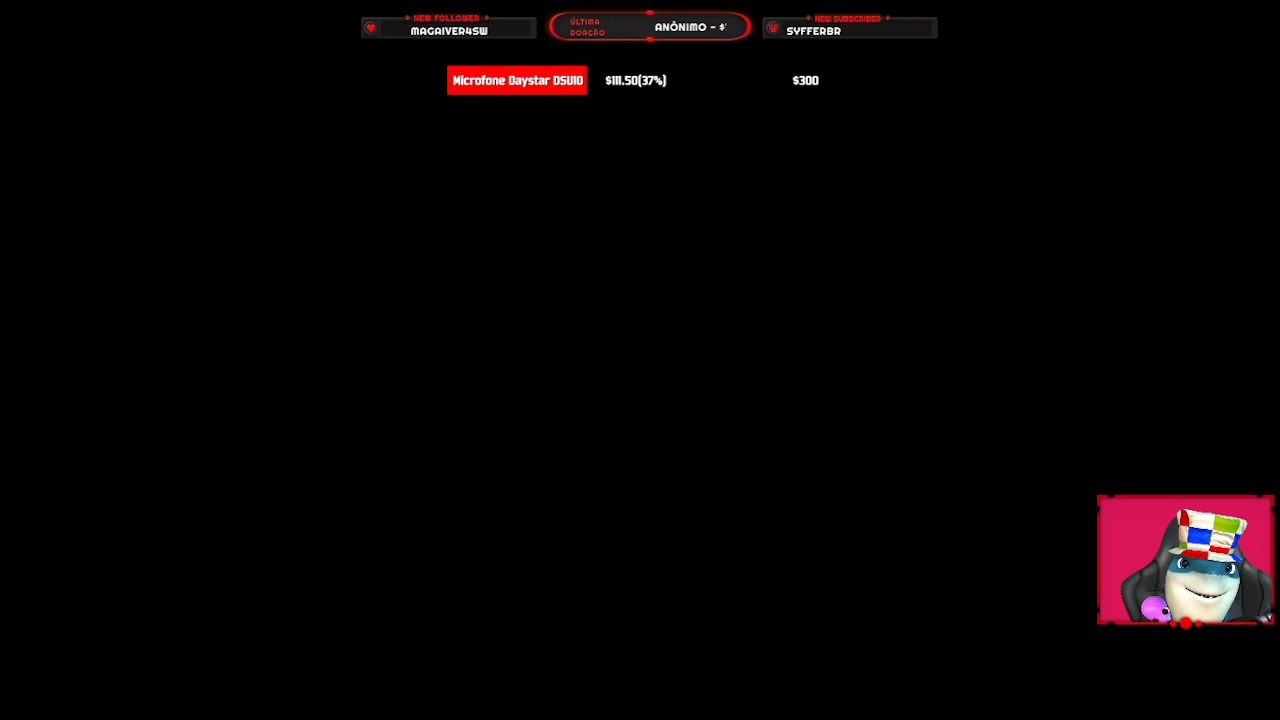 NEW FOLLOWER
MAGAIVER4SW
ÚLTIMA
DOAÇÃO
ANÔNIMO - $
NEW SUBSCRIBER
SYFFERBR
Microfone Daystar DSU10 $111.50(37%) $300